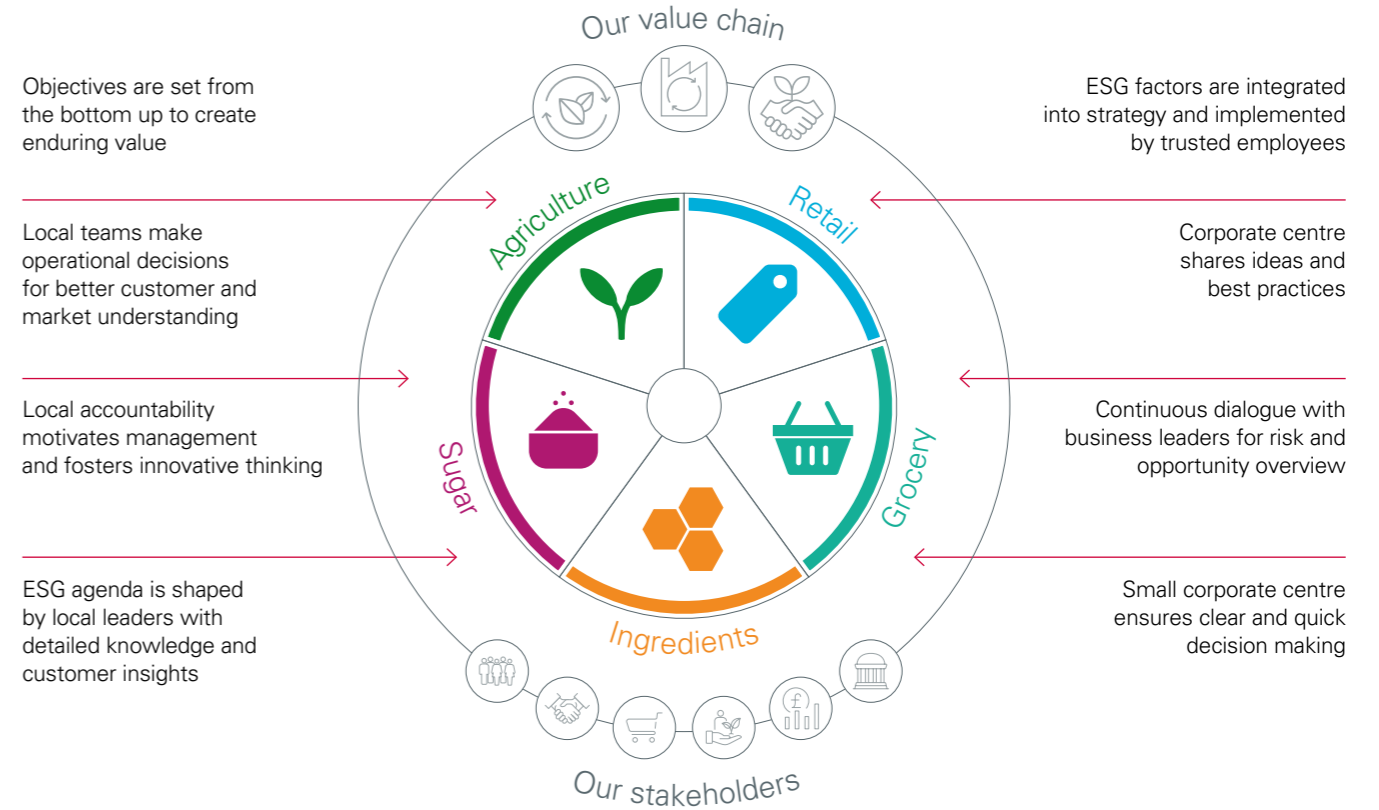 Our value chain
Objectives are set from
the bottom up to create
enduring value
Local teams make
operational decisions
for better customer and
market understanding
Local accountability
motivates management
and fosters innovative thinking
ESG agenda is shaped
by local leaders with
detailed knowledge and
customer insights
Agriculture
Retail
Sugar
Grocery
Ingredients
£
Our stakeholders
ESG factors are integrated
into strategy and implemented
by trusted employees
Corporate centre
shares ideas and
best practices
Continuous dialogue with
business leaders for risk and
opportunity overview
Small corporate centre
ensures clear and quick
decision making